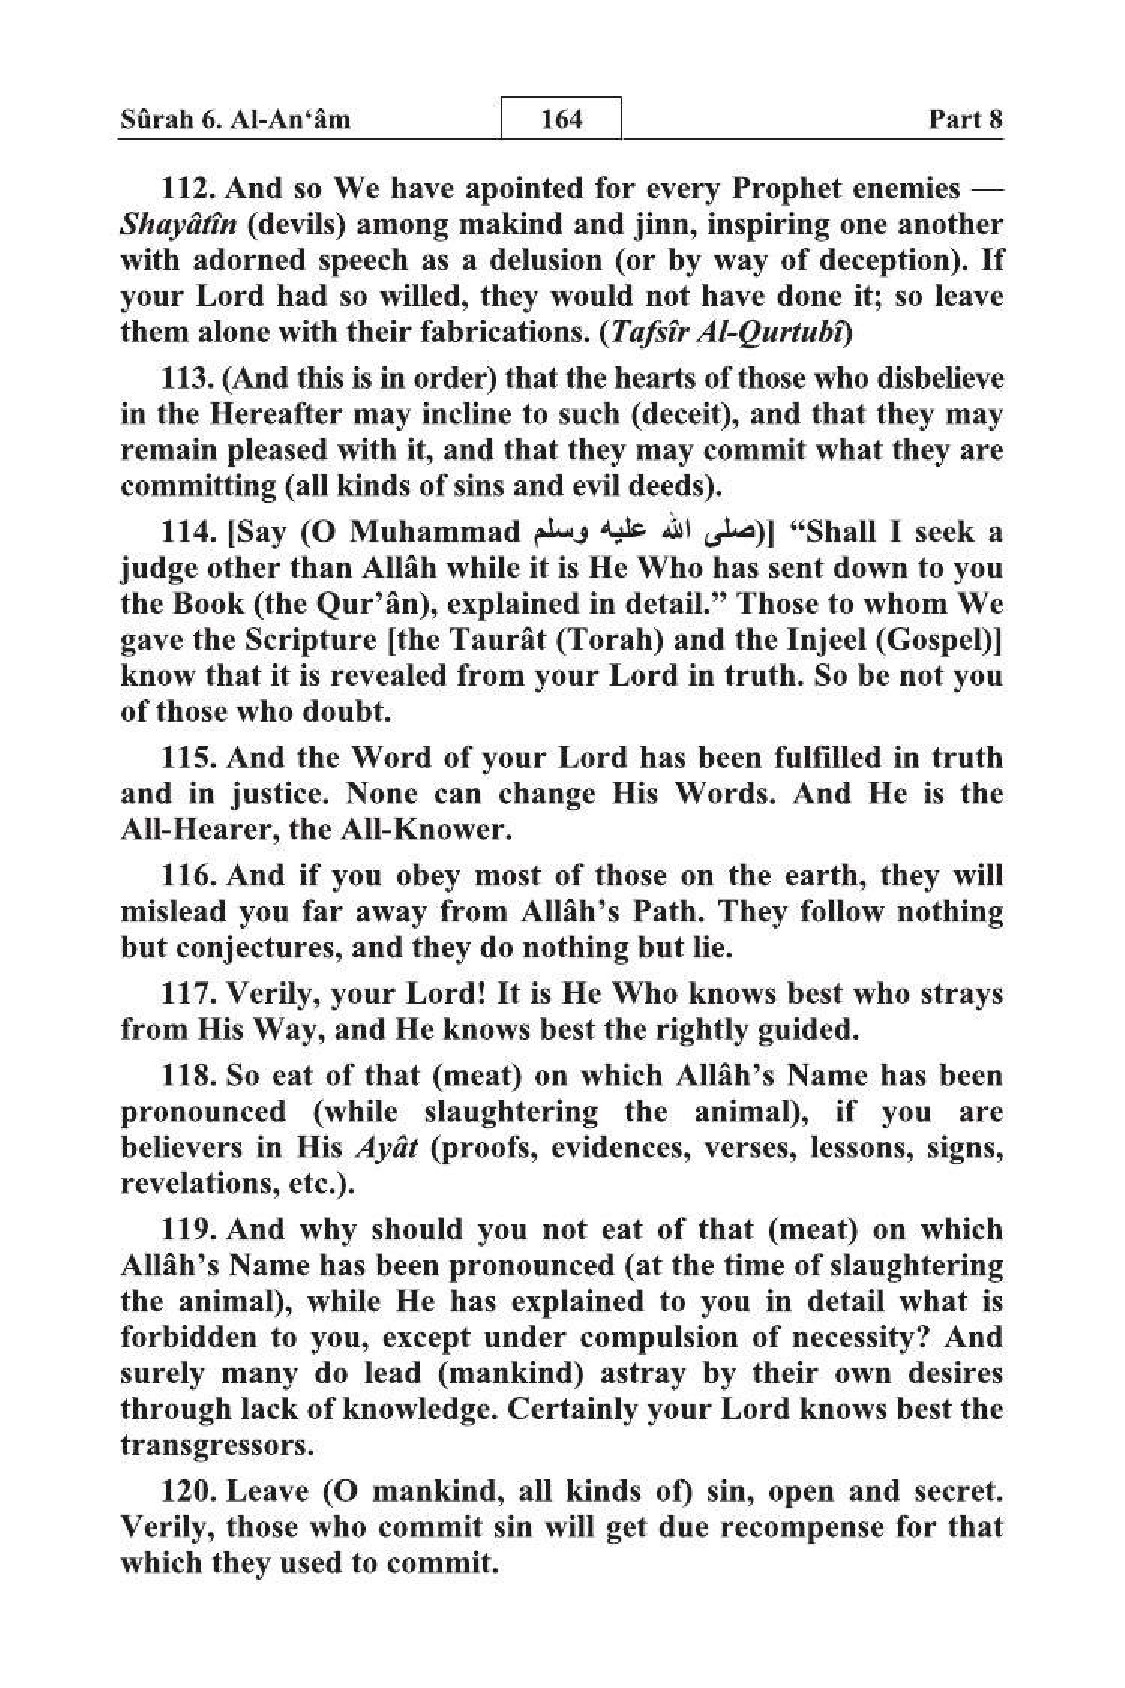 Sûrah 6. Al-An‘âm 164 Part 8
112. And so We have apointed for every Prophet enemies —
Shayâtîn (devils) among makind and jinn, inspiring one another
with adorned speech as a delusion (or by way of deception). If
your Lord had so willed, they would not have done it; so leave
them alone with their fabrications. (Tafsîr Al-Qurtubî)
113. (And this is in order) that the hearts of those who disbelieve
in the Hereafter may incline to such (deceit), and that they may
remain pleased with it, and that they may commit what they are
committing (all kinds of sins and evil deeds).
114. [Say (O Muhammad صلى الله عليه وسلم)] “Shall I seek a
judge other than Allâh while it is He Who has sent down to you
the Book (the Qur’ân), explained in detail.” Those to whom We
gave the Scripture [the Taurât (Torah) and the Injeel (Gospel)]
know that it is revealed from your Lord in truth. So be not you
of those who doubt.
115. And the Word of your Lord has been fulfilled in truth
and in justice. None can change His Words. And He is the
All-Hearer, the All-Knower.
116. And if you obey most of those on the earth, they will
mislead you far away from Allâh’s Path. They follow nothing
but conjectures, and they do nothing but lie.
117. Verily, your Lord! It is He Who knows best who strays
from His Way, and He knows best the rightly guided.
118. So eat of that (meat) on which Allâh’s Name has been
pronounced (while slaughtering the animal), if you are
believers in His Ayât (proofs, evidences, verses, lessons, signs,
revelations, etc.).
119. And why should you not eat of that (meat) on which
Allâh’s Name has been pronounced (at the time of slaughtering
the animal), while He has explained to you in detail what is
forbidden to you, except under compulsion of necessity? And
surely many do lead (mankind) astray by their own desires
through lack of knowledge. Certainly your Lord knows best the
transgressors.
120. Leave (O mankind, all kinds of) sin, open and secret.
Verily, those who commit sin will get due recompense for that
which they used to commit.